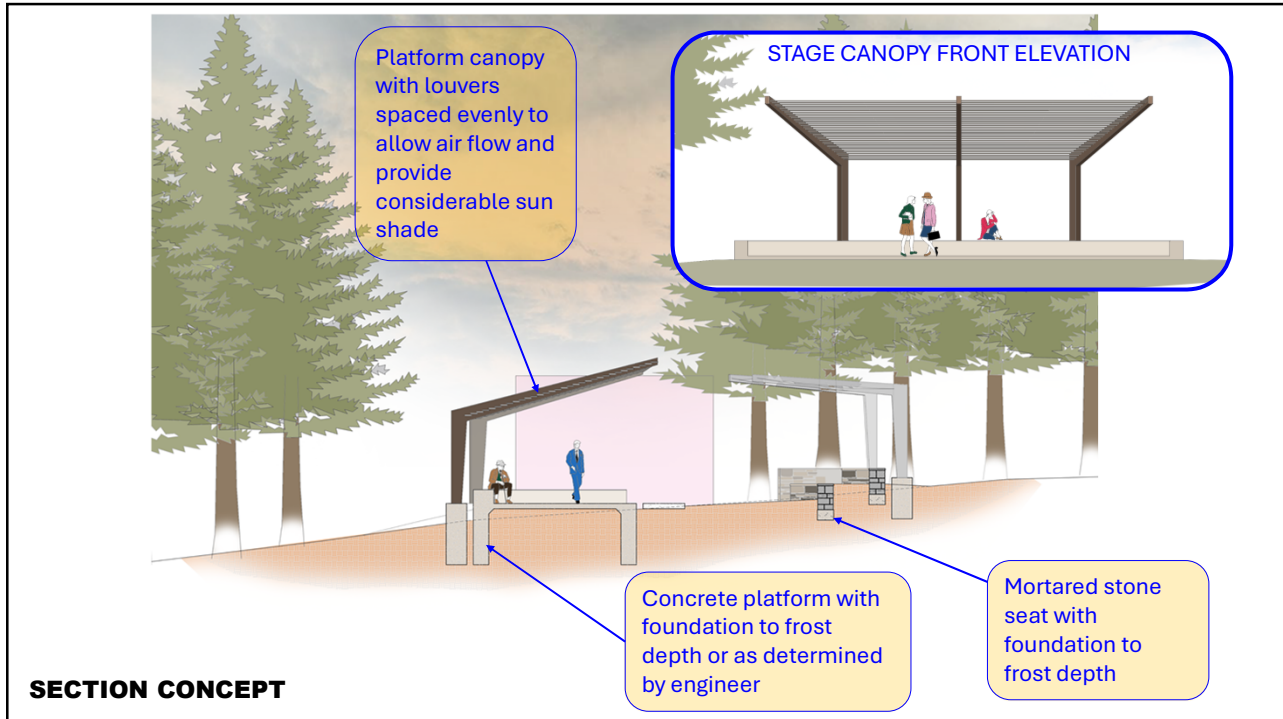 Platform canopy
with louvers
spaced evenly to
allow air flow and
provide
considerable sun
shade
STAGE CANOPY FRONT ELEVATION
Concrete platform with
foundation to frost
depth or as determined
by engineer
Mortared stone
seat with
foundation to
frost depth
SECTION CONCEPT